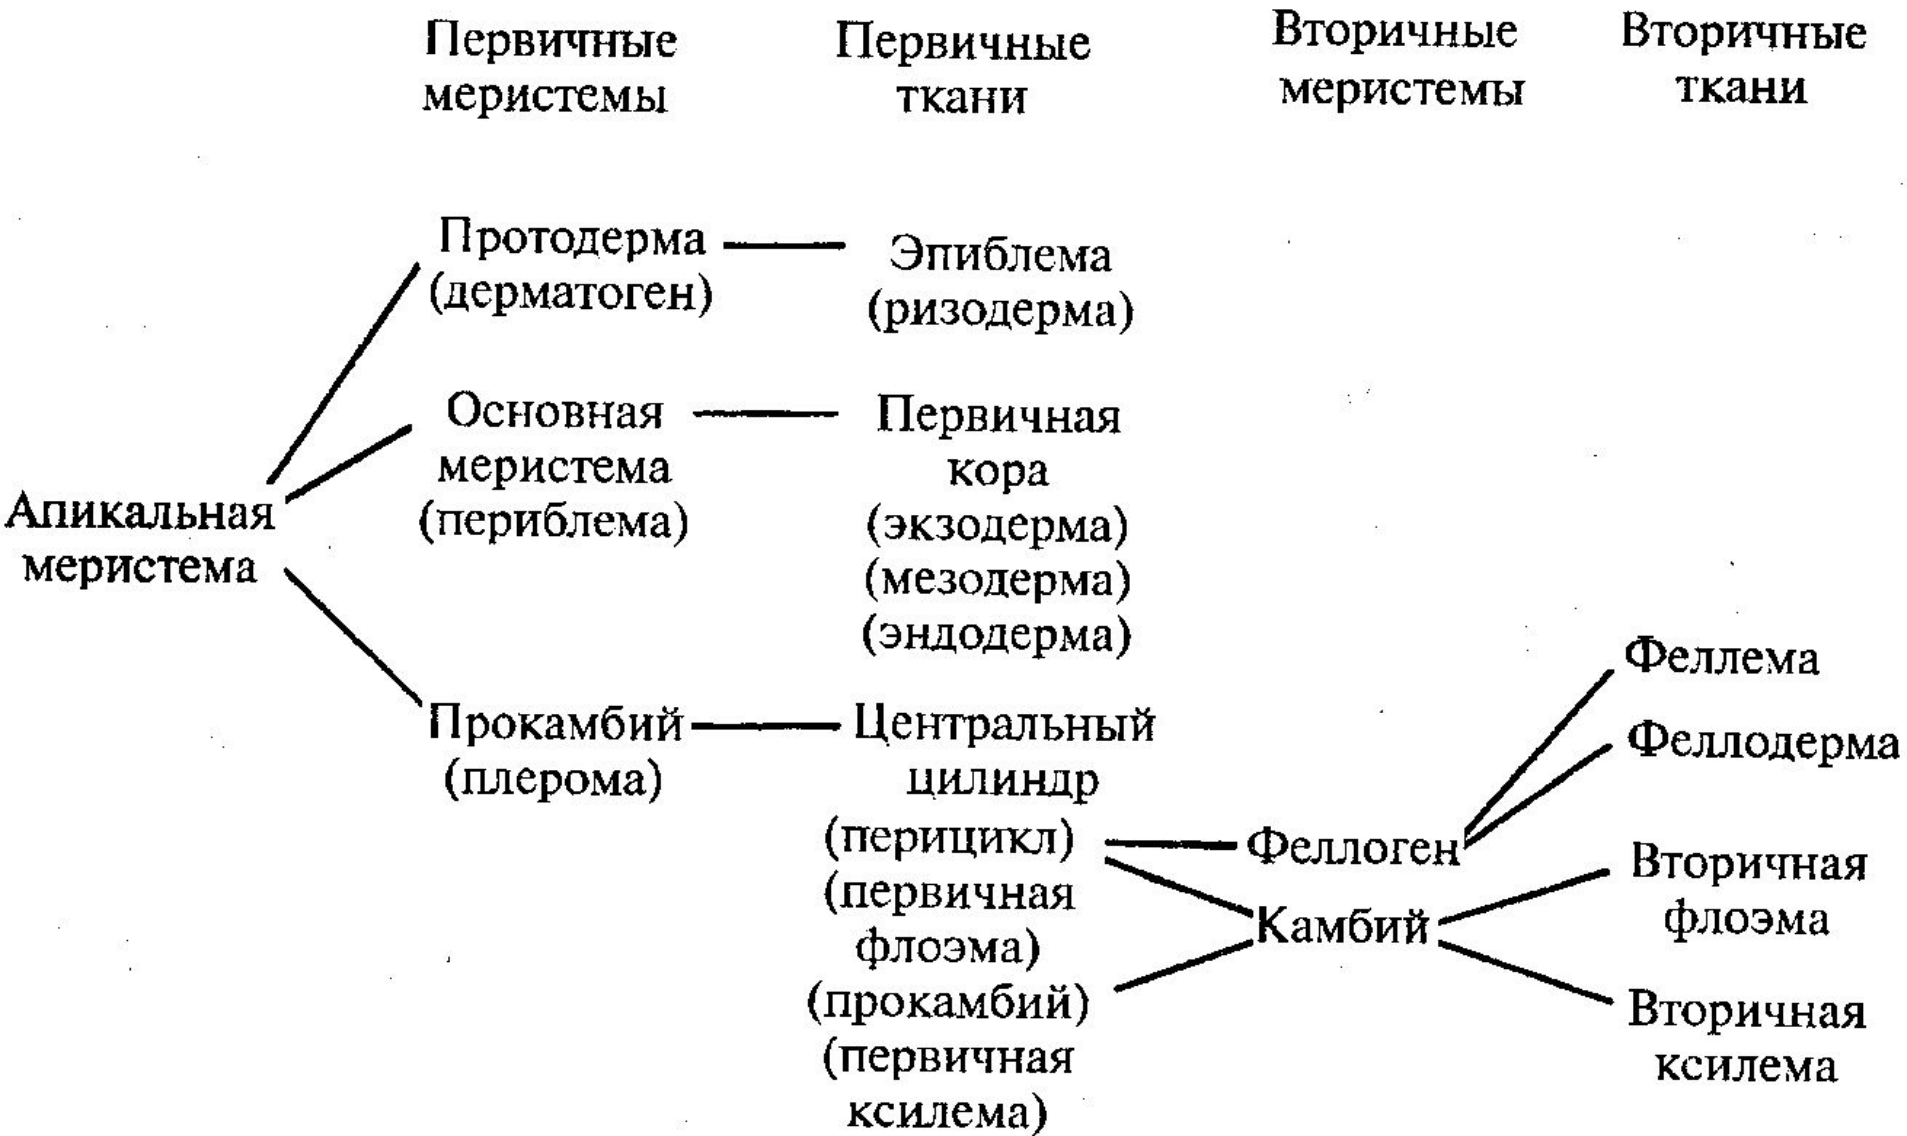 Первичные
меристемы
Первичные
ткани
Вторичные
меристемы
Вторичные
ткани
Апикальная
меристема
Протодерма
(дерматоген)
Эпиблема
(ризодерма)
Основная
меристема
(периблема)
Первичная
кора
(экзодерма)
(мезодерма)
(эндодерма)
Прокамбий
(плерома)
Центральный
цилиндр
(перицикл)
(первичная
флоэма)
(прокамбий)
(первичная
ксилема)
Феллоген
Камбий
Феллема
Феллодерма
Вторичная
флоэма
Вторичная
ксилема